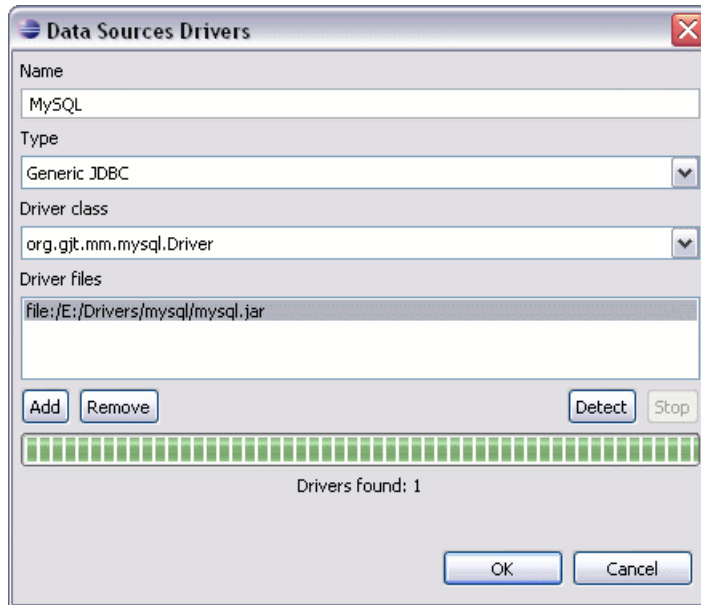 Data Sources Drivers
Name
MySQL
Type
Generic JDBC
Driver class
org.gjt.mm.mysql.Driver
Driver files
file:/E:/Drivers/mysql/mysql.jar
Add Remove Detect Stop
Drivers found: 1
OK Cancel